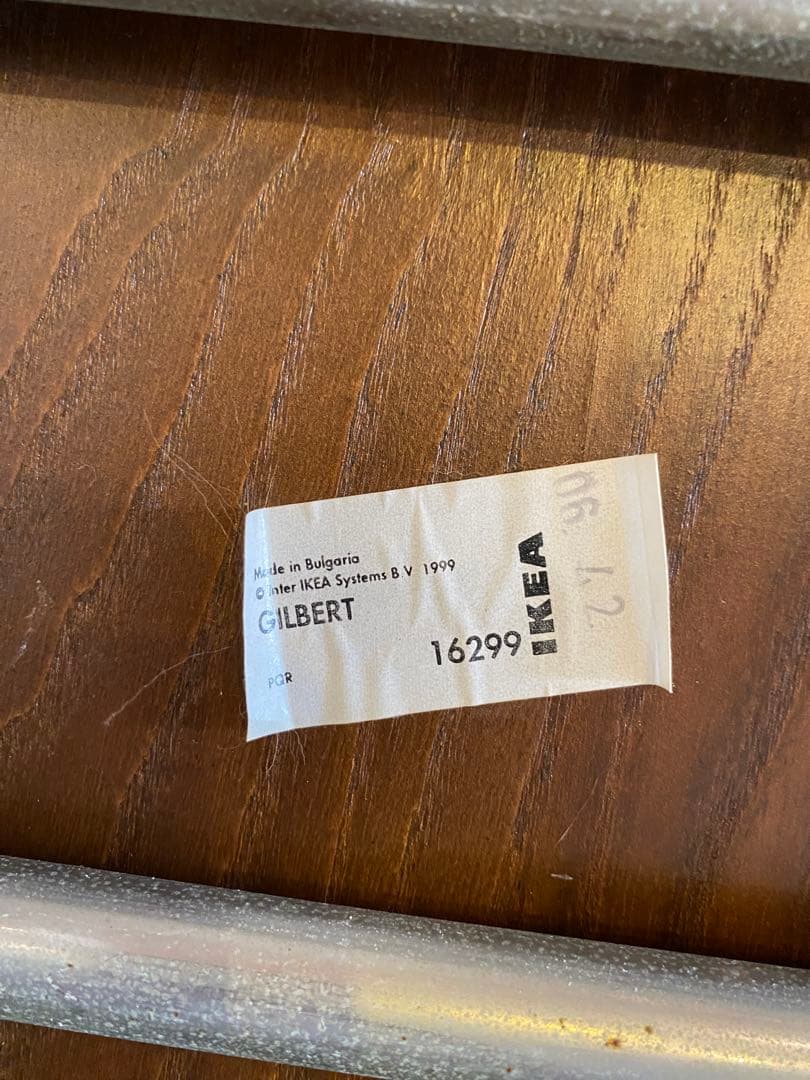 Made in Bulgaria
© Inter IKEA Systems B.V 1999
GILBERT
16299
PQR
IKEA